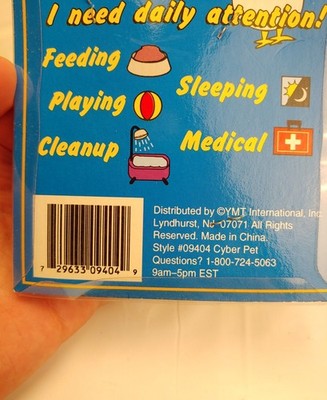 I need daily attention!
Feeding
Sleeping
Playing
Cleanup
Medical
Distributed by ©YMT International, Inc
Lyndhurst, NJ 07071 All Rights
Reserved. Made in China.
Style #09404 Cyber Pet
Questions? 1-800-724-5063
9am–5pm EST
7 29633 09404 9